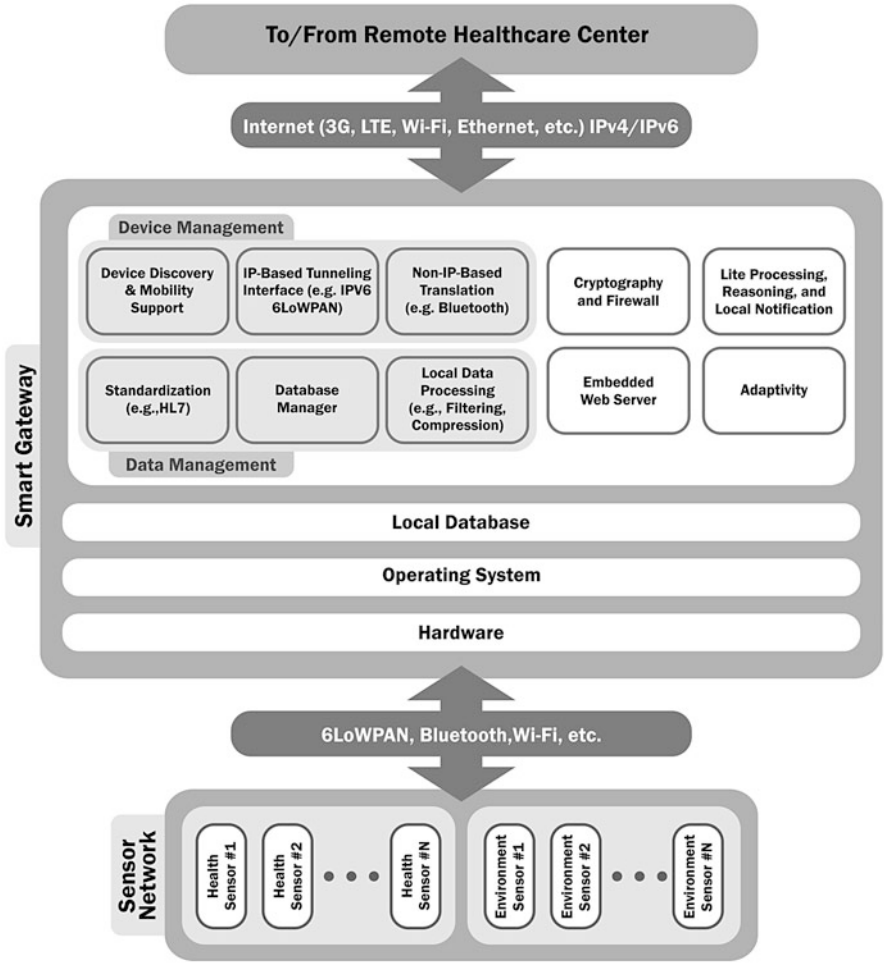 To/From Remote Healthcare Center
Internet (3G, LTE, Wi-Fi, Ethernet, etc.) IPv4/IPv6
Smart Gateway
Device Management
Device Discovery
& Mobility
Support
IP-Based Tunneling
Interface (e.g. IPV6
6LoWPAN)
Non-IP-Based
Translation
(e.g. Bluetooth)
Cryptography
and Firewall
Lite Processing,
Reasoning, and
Local Notification
Standardization
(e.g.,HL7)
Database
Manager
Local Data
Processing
(e.g., Filtering,
Compression)
Embedded
Web Server
Adaptivity
Data Management
Local Database
Operating System
Hardware
6LoWPAN, Bluetooth,Wi-Fi, etc.
Sensor
Network
Health
Sensor #1
Health
Sensor #2
Health
Sensor #N
Environment
Sensor #1
Environment
Sensor #2
Environment
Sensor #N